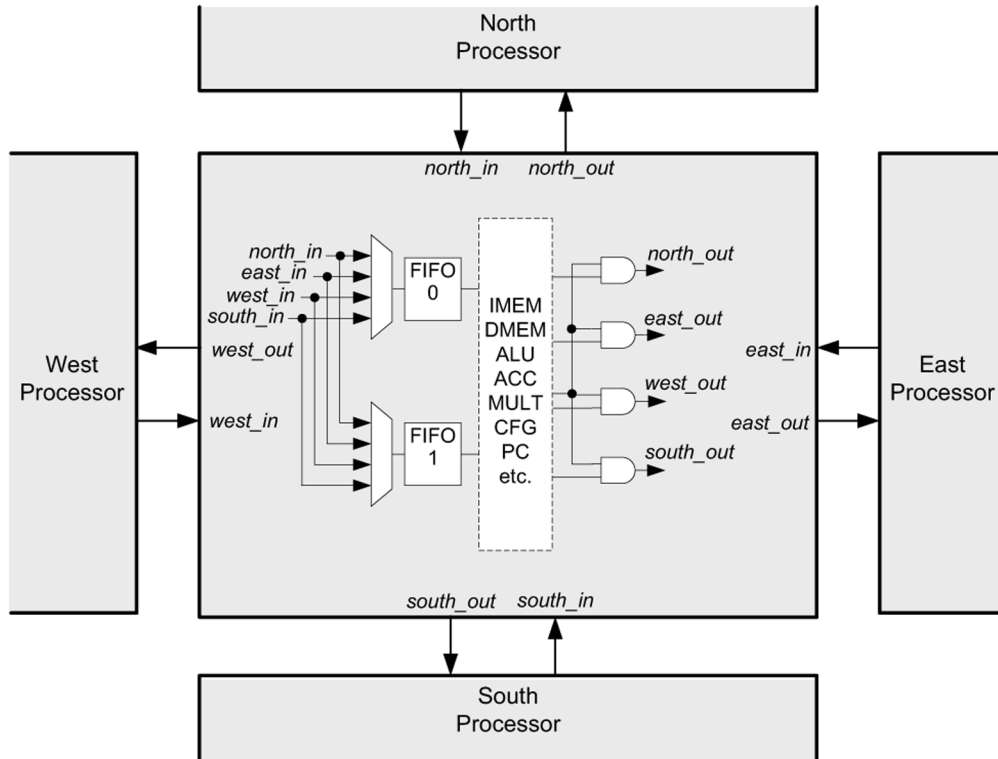 North
Processor
north_in
north_out
north_in
east_in
west_in
south_in
west_out
west_in
FIFO
0
FIFO
1
IMEM
DMEM
ALU
ACC
MULT
CFG
PC
etc.
north_out
east_out
west_out
south_out
east_in
east_out
West
Processor
East
Processor
south_out
south_in
South
Processor